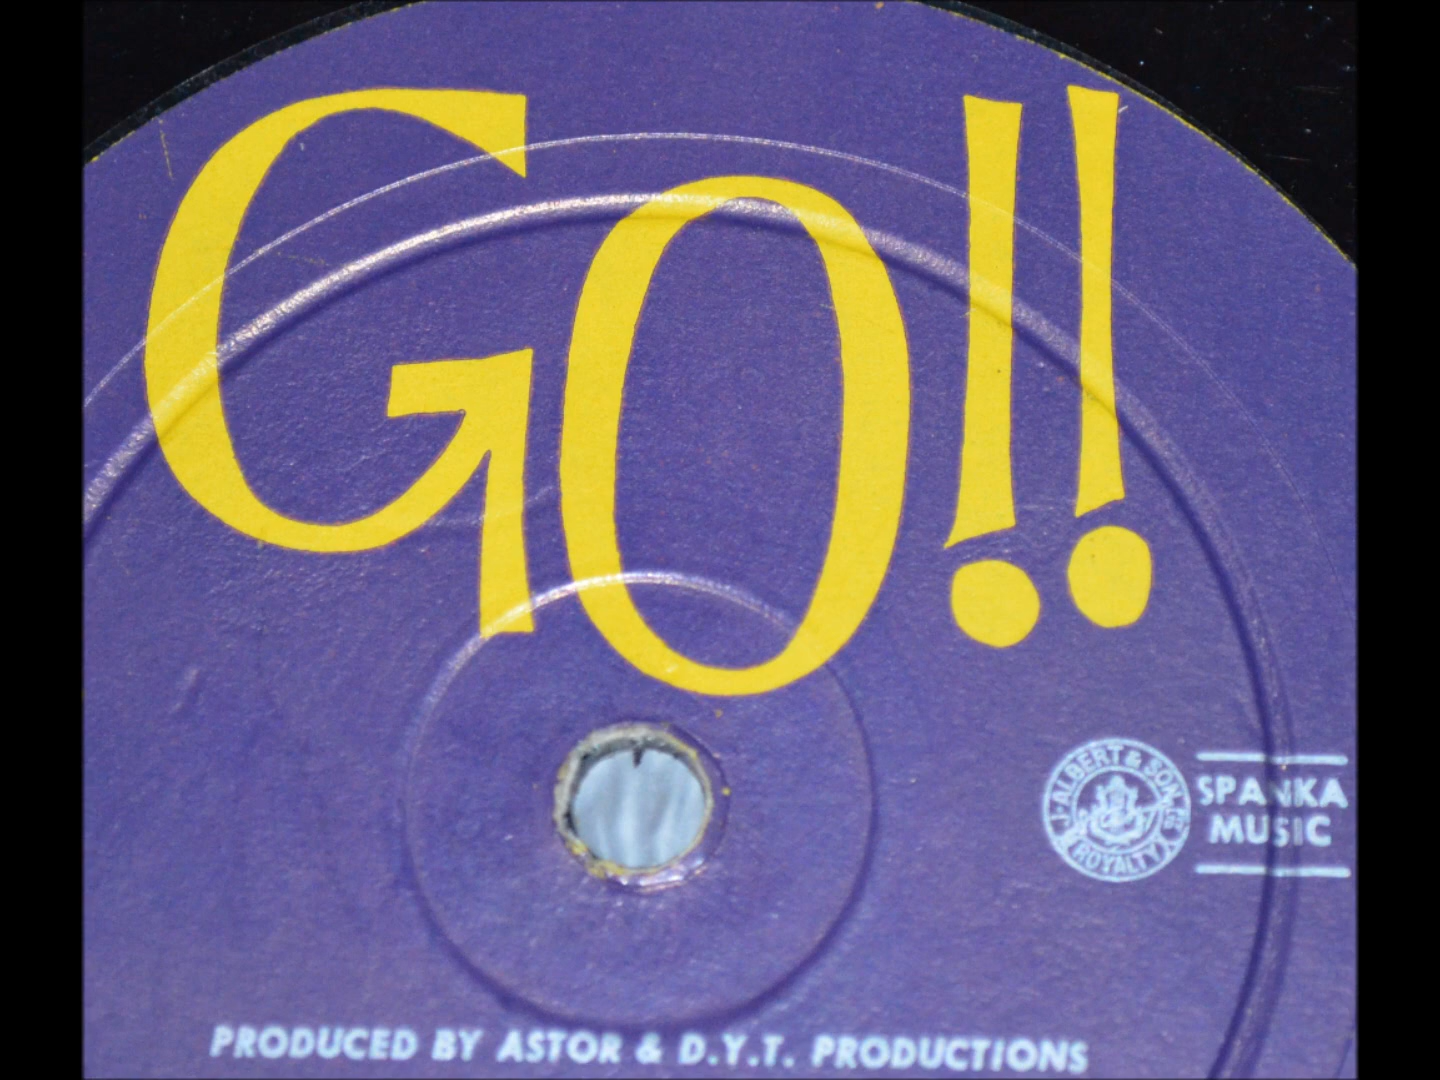 GO!!
J. ALBERT & SON
ROYALTY
SPANKA
MUSIC
PRODUCED BY ASTOR & D.Y.T. PRODUCTIONS